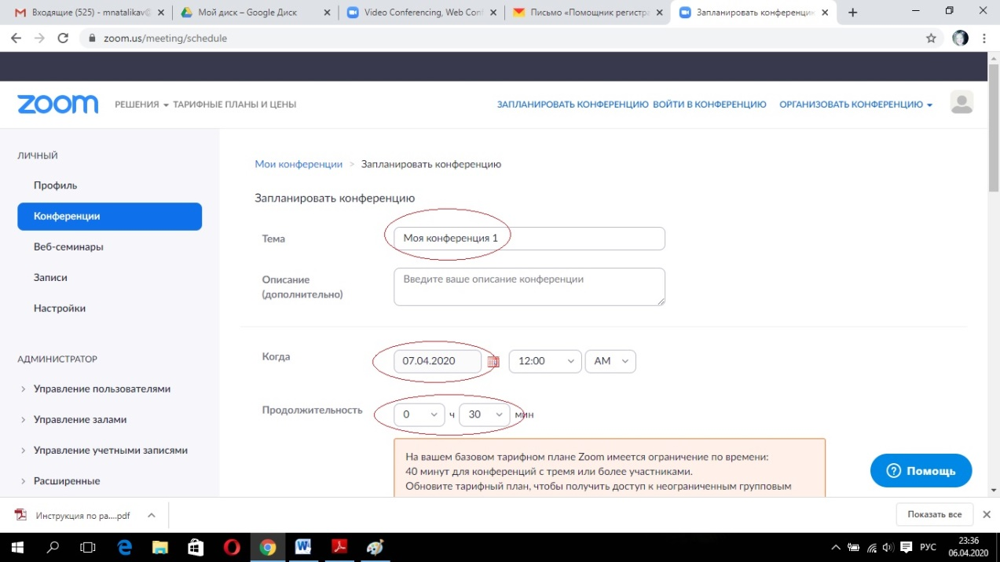 Входящие (525) - mnatalikav@
Мой диск – Google Диск
Video Conferencing, Web Conf
Письмо «Помощник регистра
Запланировать конференцию
zoom.us/meeting/schedule
zoom
РЕШЕНИЯ ТАРИФНЫЕ ПЛАНЫ И ЦЕНЫ
ЗАПЛАНИРОВАТЬ КОНФЕРЕНЦИЮ ВОЙТИ В КОНФЕРЕНЦИЮ ОРГАНИЗОВАТЬ КОНФЕРЕНЦИЮ
ЛИЧНЫЙ
Профиль
Конференции
Веб-семинары
Записи
Настройки
АДМИНИСТРАТОР
> Управление пользователями
> Управление залами
> Управление учетными записями
> Расширенные
Мои конференции > Запланировать конференцию
Запланировать конференцию
Тема
Моя конференция 1
Описание
(дополнительно)
Введите ваше описание конференции
Когда
07.04.2020 12:00 AM
Продолжительность
0 ч 30 мин
На вашем базовом тарифном плане Zoom имеется ограничение по времени:
40 минут для конференций с тремя или более участниками.
Обновите тарифный план, чтобы получить доступ к неограниченным групповым
? Помощь
Инструкция по ра....pdf
Показать все
РУС
23:36
06.04.2020